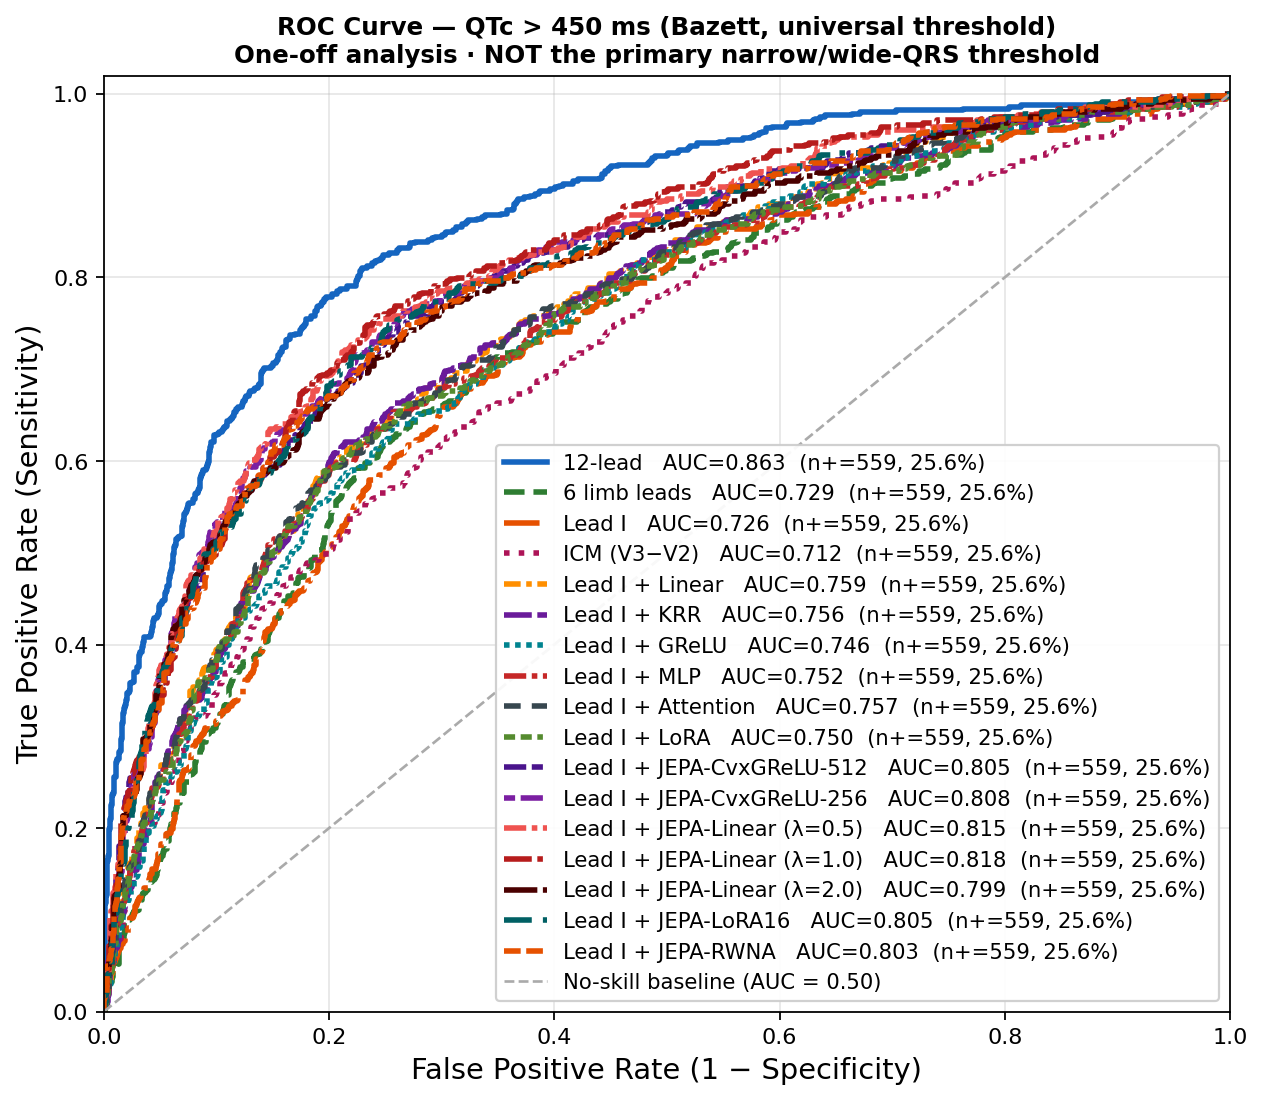 ROC Curve — QTc > 450 ms (Bazett, universal threshold)
One-off analysis · NOT the primary narrow/wide-QRS threshold
True Positive Rate (Sensitivity)
1.0
0.8
0.6
0.4
0.2
0.0
12-lead AUC=0.863 (n+=559, 25.6%)
6 limb leads AUC=0.729 (n+=559, 25.6%)
Lead I AUC=0.726 (n+=559, 25.6%)
ICM (V3−V2) AUC=0.712 (n+=559, 25.6%)
Lead I + Linear AUC=0.759 (n+=559, 25.6%)
Lead I + KRR AUC=0.756 (n+=559, 25.6%)
Lead I + GReLU AUC=0.746 (n+=559, 25.6%)
Lead I + MLP AUC=0.752 (n+=559, 25.6%)
Lead I + Attention AUC=0.757 (n+=559, 25.6%)
Lead I + LoRA AUC=0.750 (n+=559, 25.6%)
Lead I + JEPA-CvxGReLU-512 AUC=0.805 (n+=559, 25.6%)
Lead I + JEPA-CvxGReLU-256 AUC=0.808 (n+=559, 25.6%)
Lead I + JEPA-Linear (λ=0.5) AUC=0.815 (n+=559, 25.6%)
Lead I + JEPA-Linear (λ=1.0) AUC=0.818 (n+=559, 25.6%)
Lead I + JEPA-Linear (λ=2.0) AUC=0.799 (n+=559, 25.6%)
Lead I + JEPA-LoRA16 AUC=0.805 (n+=559, 25.6%)
Lead I + JEPA-RWNA AUC=0.803 (n+=559, 25.6%)
No-skill baseline (AUC = 0.50)
0.0 0.2 0.4 0.6 0.8 1.0
False Positive Rate (1 − Specificity)